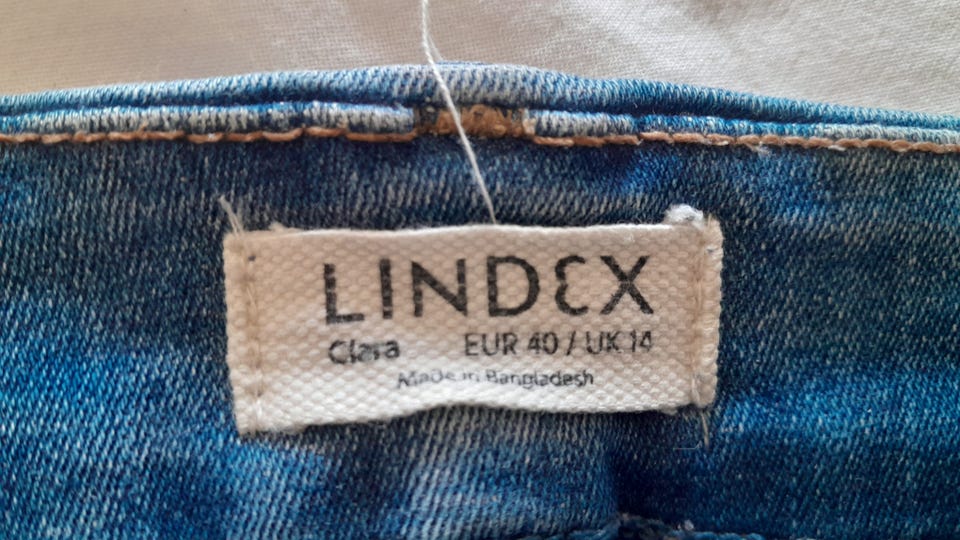 LINDEX
Clara EUR 40 / UK 14
Made in Bangladesh